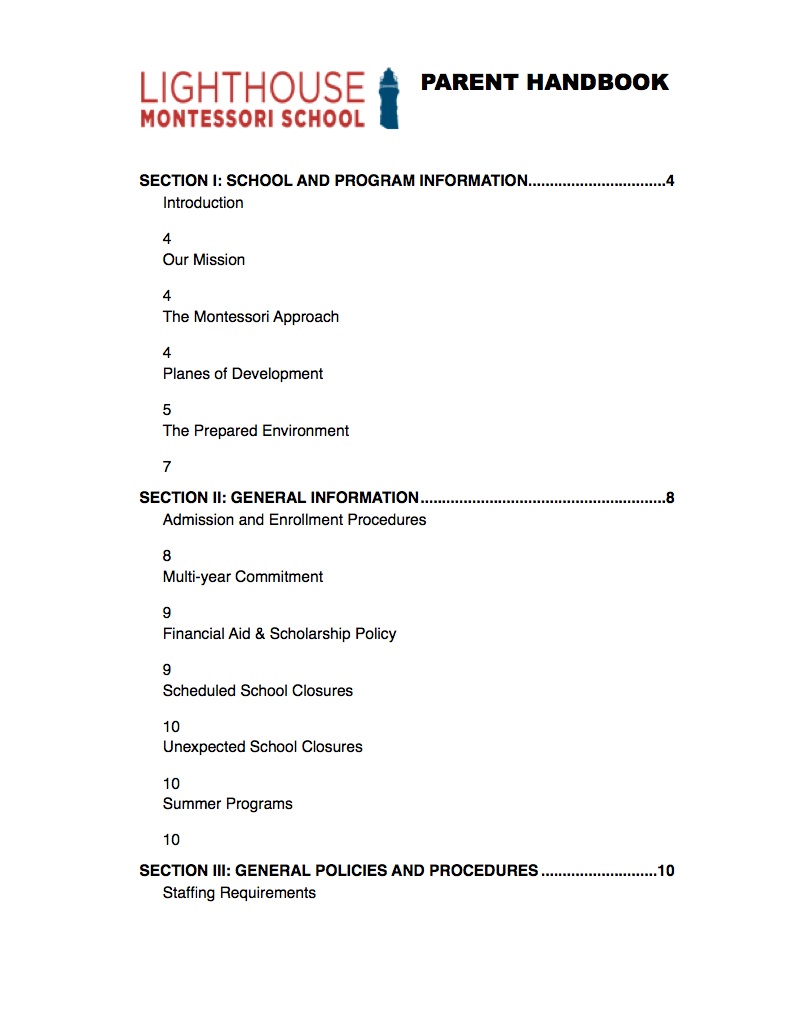 LIGHTHOUSE
MONTESSORI SCHOOL
PARENT HANDBOOK
SECTION I: SCHOOL AND PROGRAM INFORMATION................................4
Introduction
4
Our Mission
4
The Montessori Approach
4
Planes of Development
5
The Prepared Environment
7
SECTION II: GENERAL INFORMATION.........................................................8
Admission and Enrollment Procedures
8
Multi-year Commitment
9
Financial Aid & Scholarship Policy
9
Scheduled School Closures
10
Unexpected School Closures
10
Summer Programs
10
SECTION III: GENERAL POLICIES AND PROCEDURES...........................10
Staffing Requirements